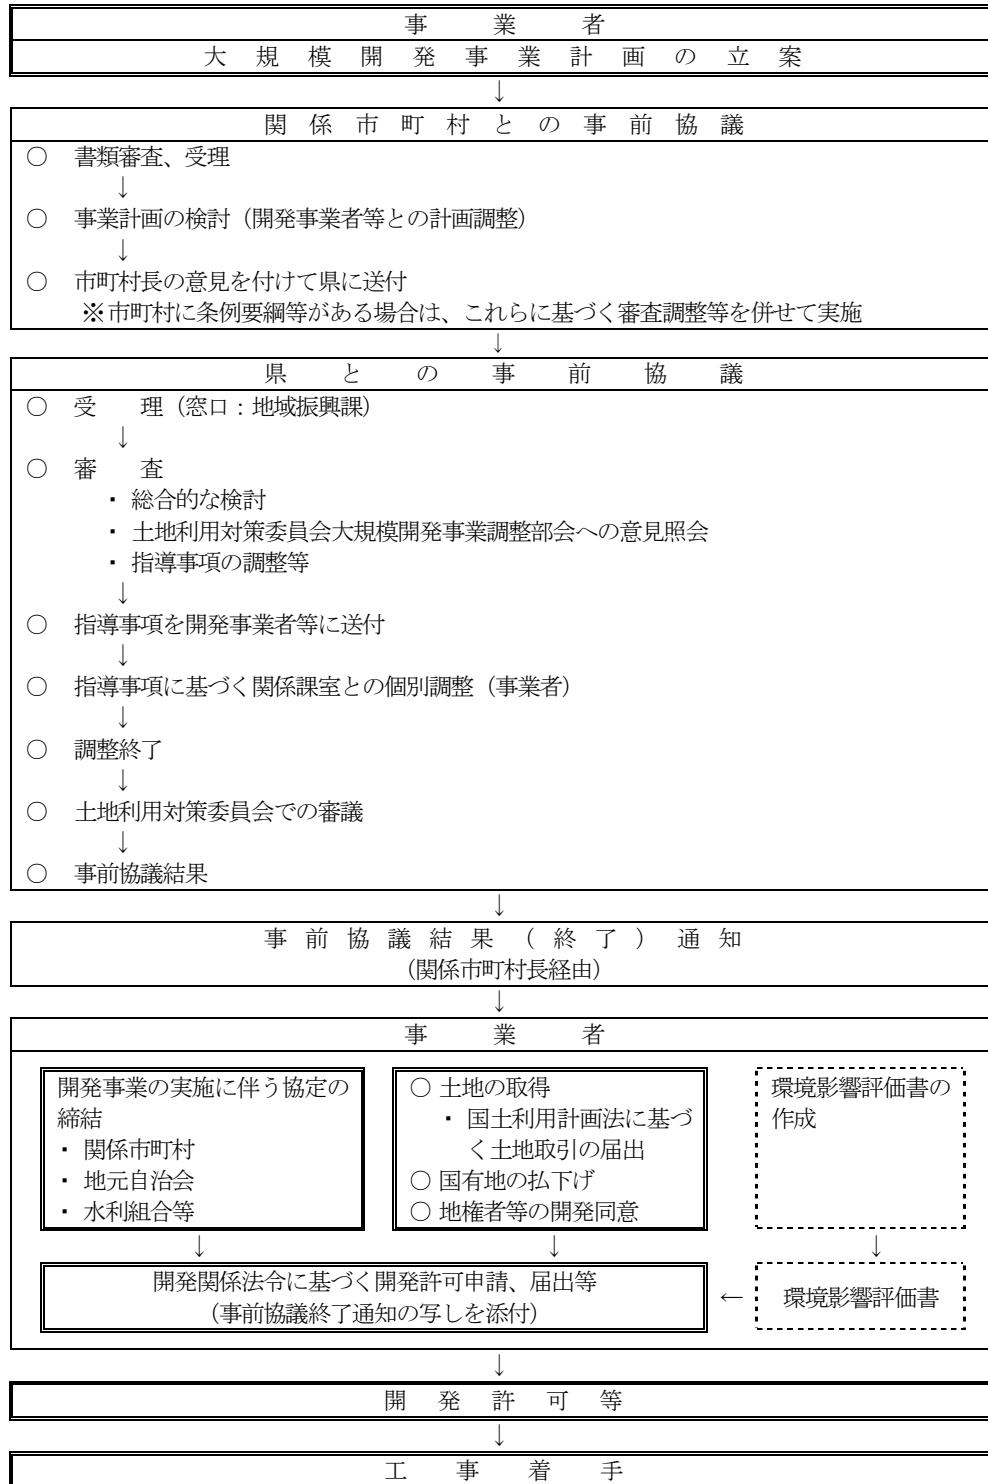 事業者
大規模開発事業計画の立案
↓
関係市町村との事前協議
○ 書類審査、受理
↓
○ 事業計画の検討（開発事業者等との計画調整）
↓
○ 市町村長の意見を付けて県に送付
※市町村に条例要綱等がある場合は、これらに基づく審査調整等を併せて実施
↓
県との事前協議
○ 受　理（窓口：地域振興課）
↓
○ 審　査
・ 総合的な検討
・ 土地利用対策委員会大規模開発事業調整部会への意見照会
・ 指導事項の調整等
↓
○ 指導事項を開発事業者等に送付
↓
○ 指導事項に基づく関係課室との個別調整（事業者）
↓
○ 調整終了
↓
○ 土地利用対策委員会での審議
↓
○ 事前協議結果
↓
事前協議結果（終了）通知
（関係市町村長経由）
↓
事業者
開発事業の実施に伴う協定の
締結
・ 関係市町村
・ 地元自治会
・ 水利組合等
○ 土地の取得
・ 国土利用計画法に基づ
く土地取引の届出
○ 国有地の払下げ
○ 地権者等の開発同意
環境影響評価書の
作成
↓ ↓ ↓
開発関係法令に基づく開発許可申請、届出等
（事前協議終了通知の写しを添付）
← 環境影響評価書
↓
開発許可等
↓
工事着手